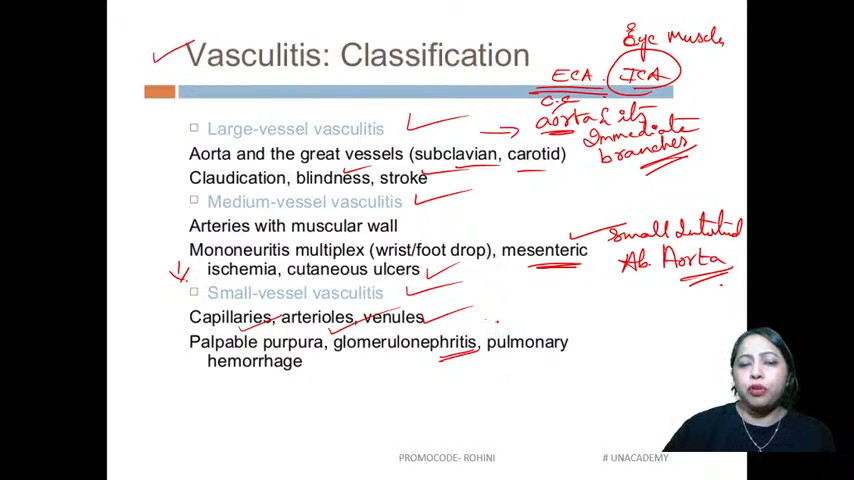 Eye Muscles
Vasculitis: Classification
ECA. ICA
C.C
Large-vessel vasculitis
aorta & its
Immediate
branches
Aorta and the great vessels (subclavian, carotid)
Claudication, blindness, stroke
Medium-vessel vasculitis
Arteries with muscular wall
Mononeuritis multiplex (wrist/foot drop), mesenteric
ischemia, cutaneous ulcers
Small
Ab. Aorta
Small-vessel vasculitis
Capillaries, arterioles, venules
Palpable purpura, glomerulonephritis, pulmonary
hemorrhage
PROMOCODE- ROHINI
# UNACADEMY